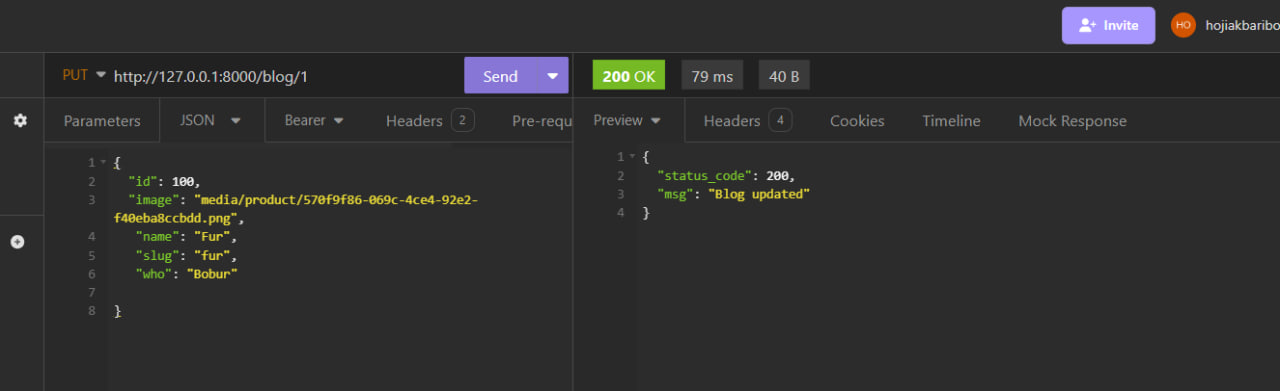 Invite
HO hojiakbaribo
PUT http://127.0.0.1:8000/blog/1 Send 200 OK 79 ms 40 B
Parameters JSON Bearer Headers 2 Pre-requ Preview Headers 4 Cookies Timeline Mock Response
1 {
2 "id": 100,
3 "image": "media/product/570f9f86-069c-4ce4-92e2-
f40eba8ccbdd.png",
4 "name": "Fur",
5 "slug": "fur",
6 "who": "Bobur"
7
8 }
1 {
2 "status_code": 200,
3 "msg": "Blog updated"
4 }